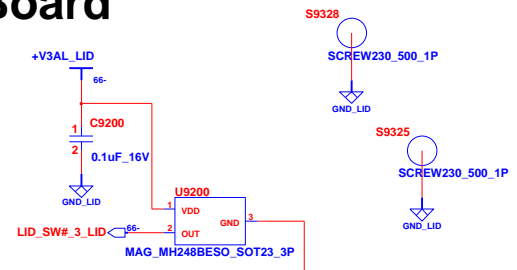 Board
S9328
SCREW230_500_1P
GND_LID
+V3AL_LID
66-
C9200
1
2
0.1uF_16V
GND_LID
S9325
SCREW230_500_1P
GND_LID
U9200
1 VDD
GND 3
LID_SW#_3_LID 66- 2 OUT
MAG_MH248BESO_SOT23_3P